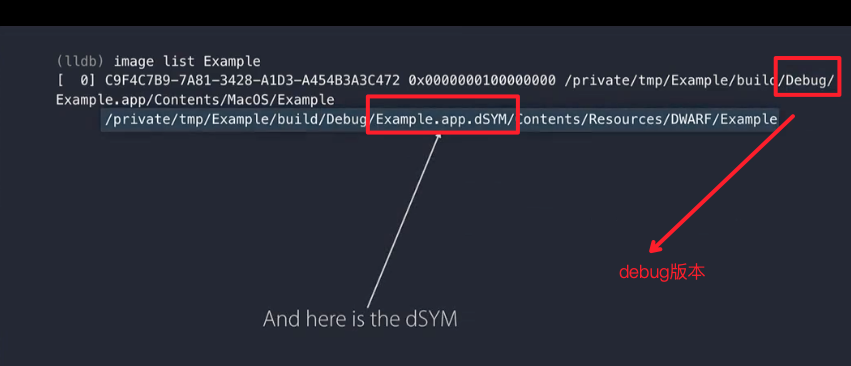 (lldb) image list Example
[  0] C9F4C7B9-7A81-3428-A1D3-A454B3A3C472 0x0000000100000000 /private/tmp/Example/build/Debug/
Example.app/Contents/MacOS/Example
/private/tmp/Example/build/Debug/Example.app.dSYM/Contents/Resources/DWARF/Example
debug版本
And here is the dSYM